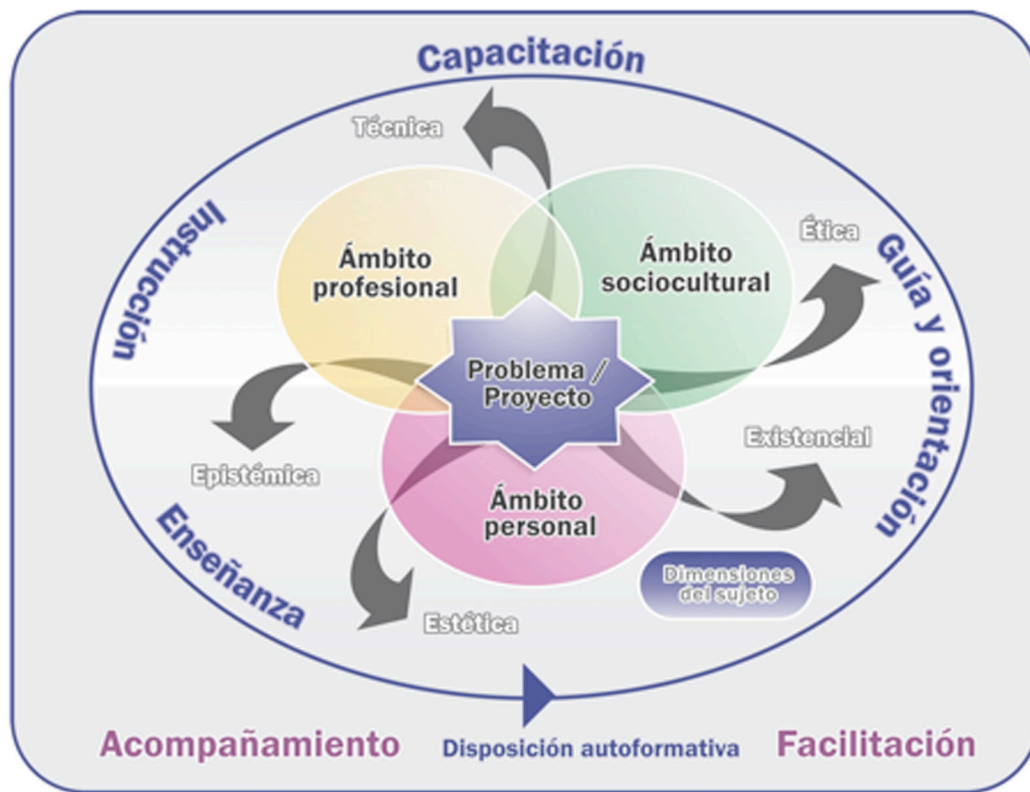 Capacitación
Técnica
Instrucción
Ámbito
profesional
Ámbito
sociocultural
Ética
Guía y orientación
Problema /
Proyecto
Existencial
Epistémica
Ámbito
personal
Enseñanza
Dimensiones
del sujeto
Estética
Acompañamiento
Disposición autoformativa
Facilitación